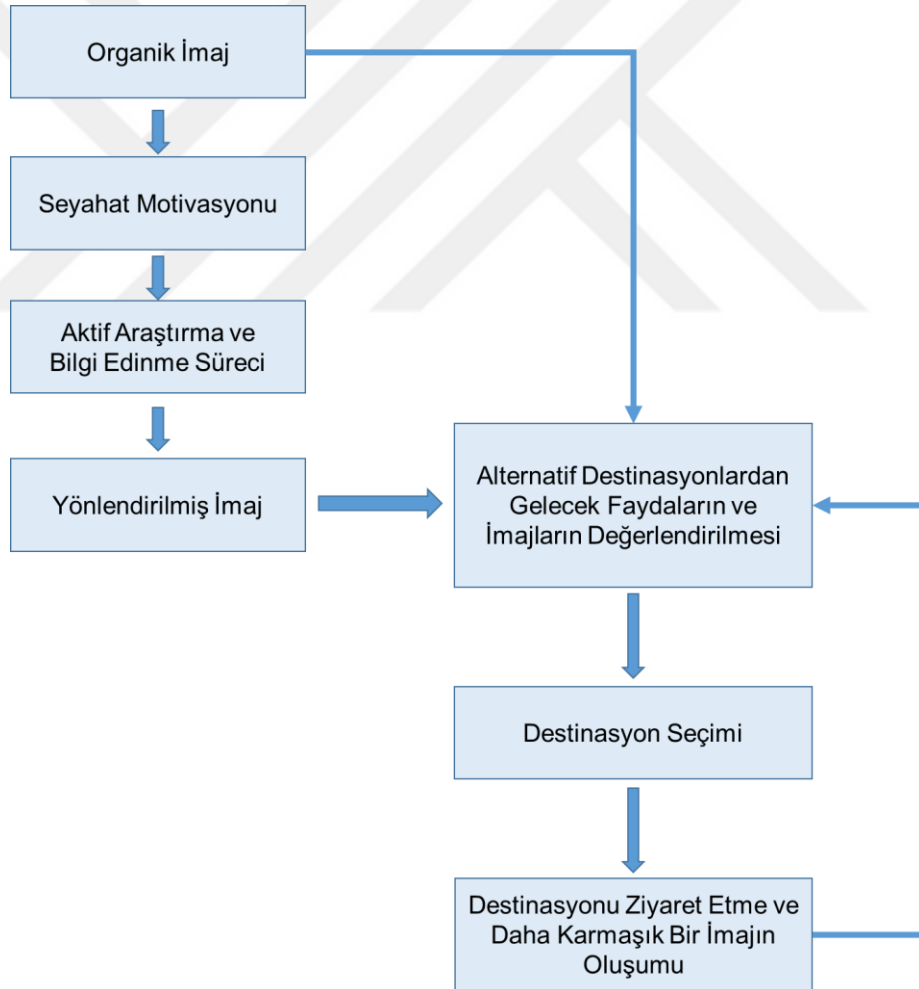 Organik İmaj
Seyahat Motivasyonu
Aktif Araştırma ve
Bilgi Edinme Süreci
Yönlendirilmiş İmaj
Alternatif Destinasyonlardan
Gelecek Faydaların ve
İmajların Değerlendirilmesi
Destinasyon Seçimi
Destinasyonu Ziyaret Etme ve
Daha Karmaşık Bir İmajın
Oluşumu